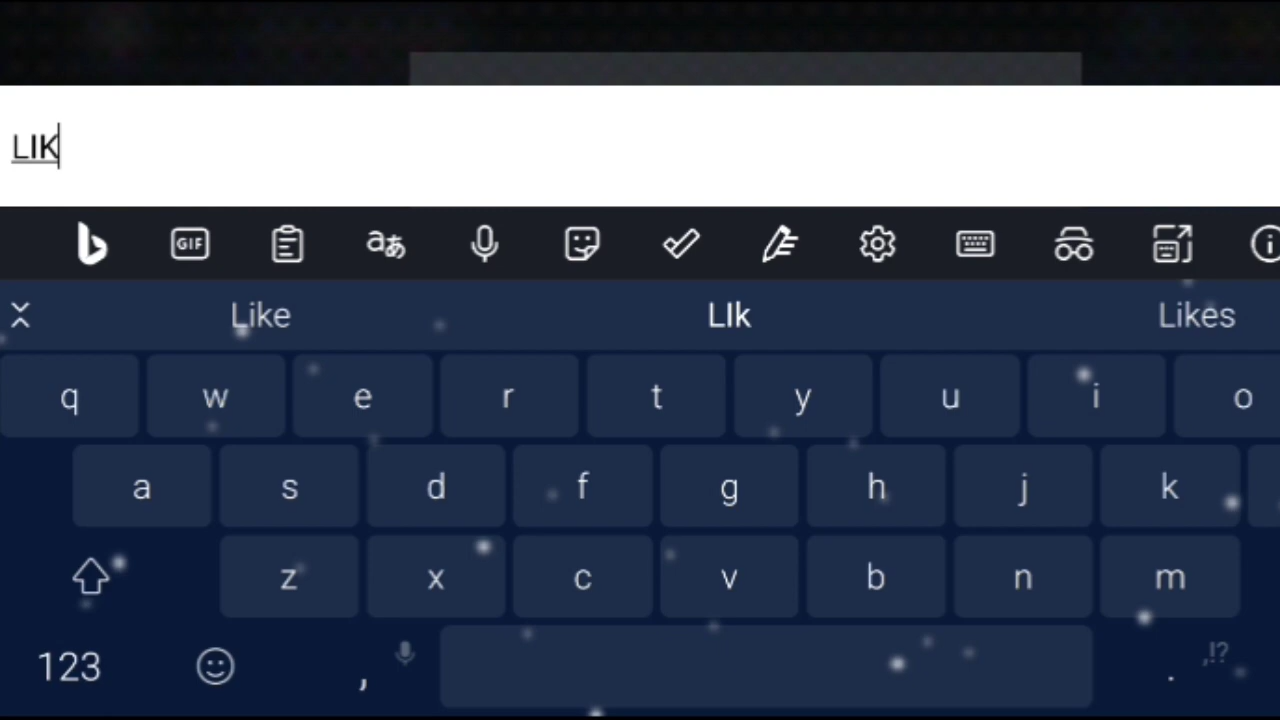 LIK
GIF
aあ
Like LIk Likes
q w e r t y u i o
a s d f g h j k
z x c v b n m
123 , . ,!?